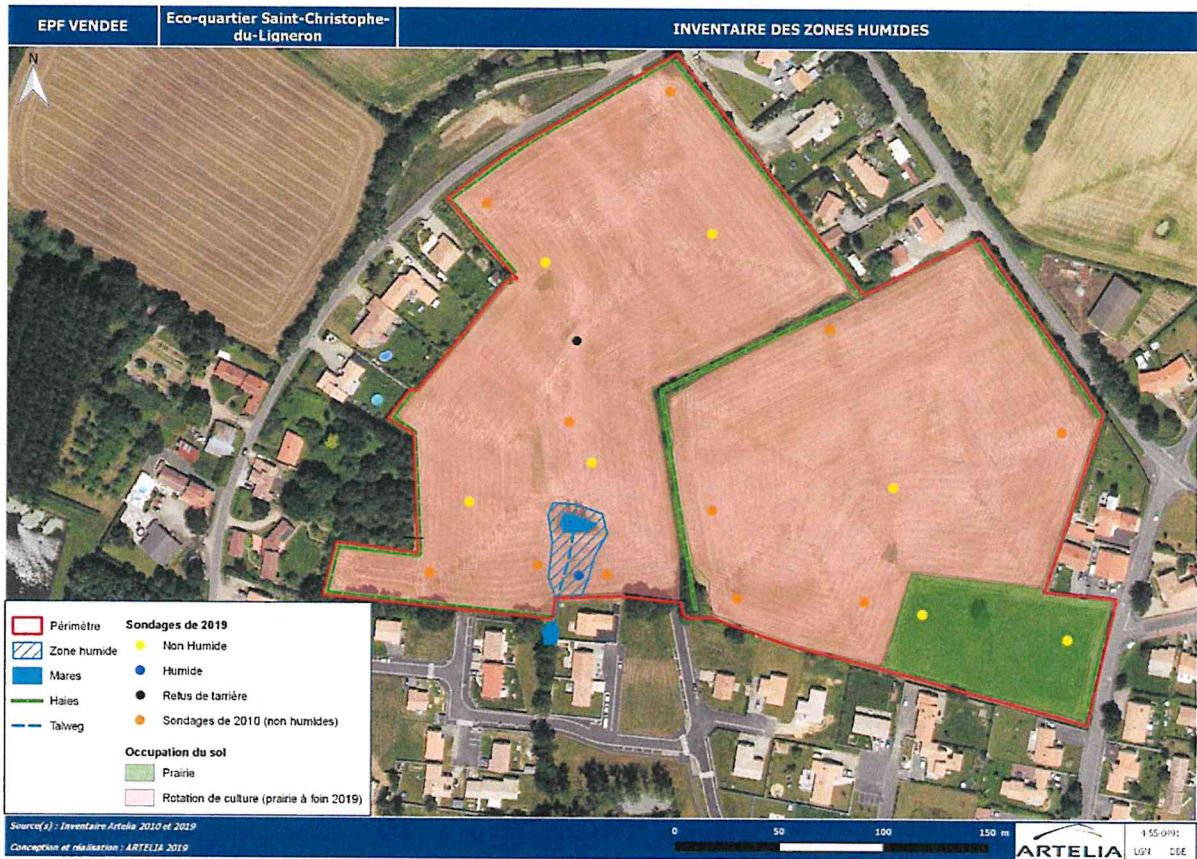 EPF VENDEE
Eco-quartier Saint-Christophe-
du-Ligneron
INVENTAIRE DES ZONES HUMIDES
N
Périmètre
Zone humide
Mares
Haies
Talweg
Sondages de 2019
Non Humide
Humide
Refus de tarrière
Sondages de 2010 (non humides)
Occupation du sol
Prairie
Rotation de culture (prairie à foin 2019)
Source(s) : Inventaire Artelia 2010 et 2019
Conception et réalisation : ARTELIA 2019
0 50 100 150 m
ARTELIA
LGN DBE